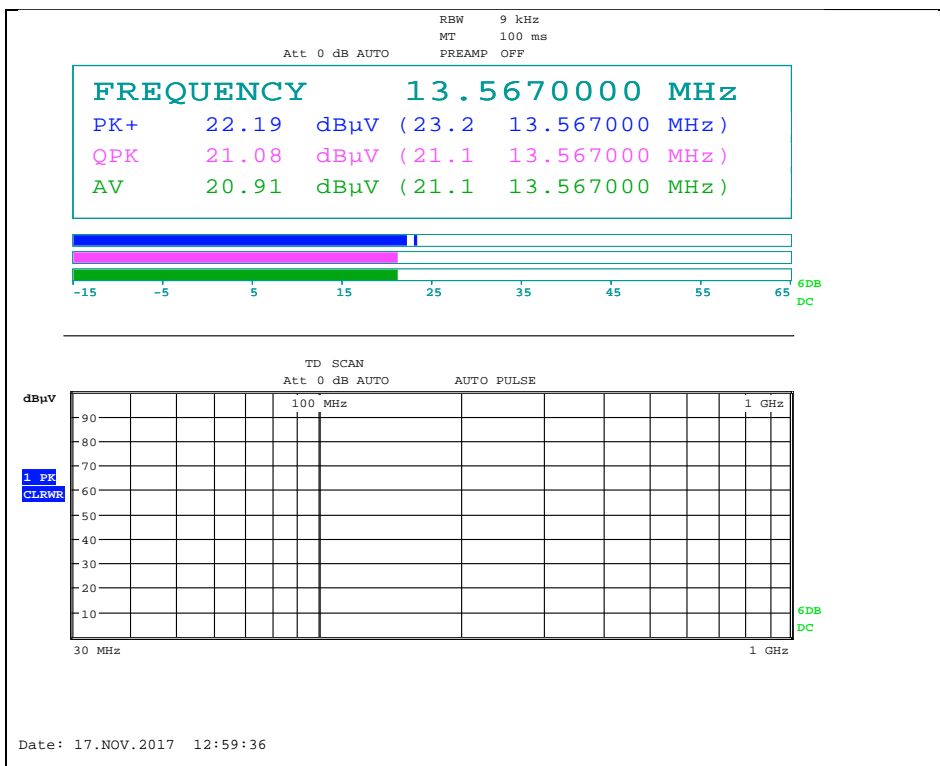 RBW 9 kHz
MT 100 ms
Att 0 dB AUTO PREAMP OFF
FREQUENCY 13.5670000 MHz
PK+ 22.19 dBµV (23.2 13.567000 MHz)
QPK 21.08 dBµV (21.1 13.567000 MHz)
AV 20.91 dBµV (21.1 13.567000 MHz)
-15 -5 5 15 25 35 45 55 65
6DB
DC
TD SCAN
Att 0 dB AUTO AUTO PULSE
dBµV
100 MHz 1 GHz
90
80
70
1 PK
CLRWR
60
50
40
30
20
10
6DB
DC
30 MHz 1 GHz
Date: 17.NOV.2017 12:59:36